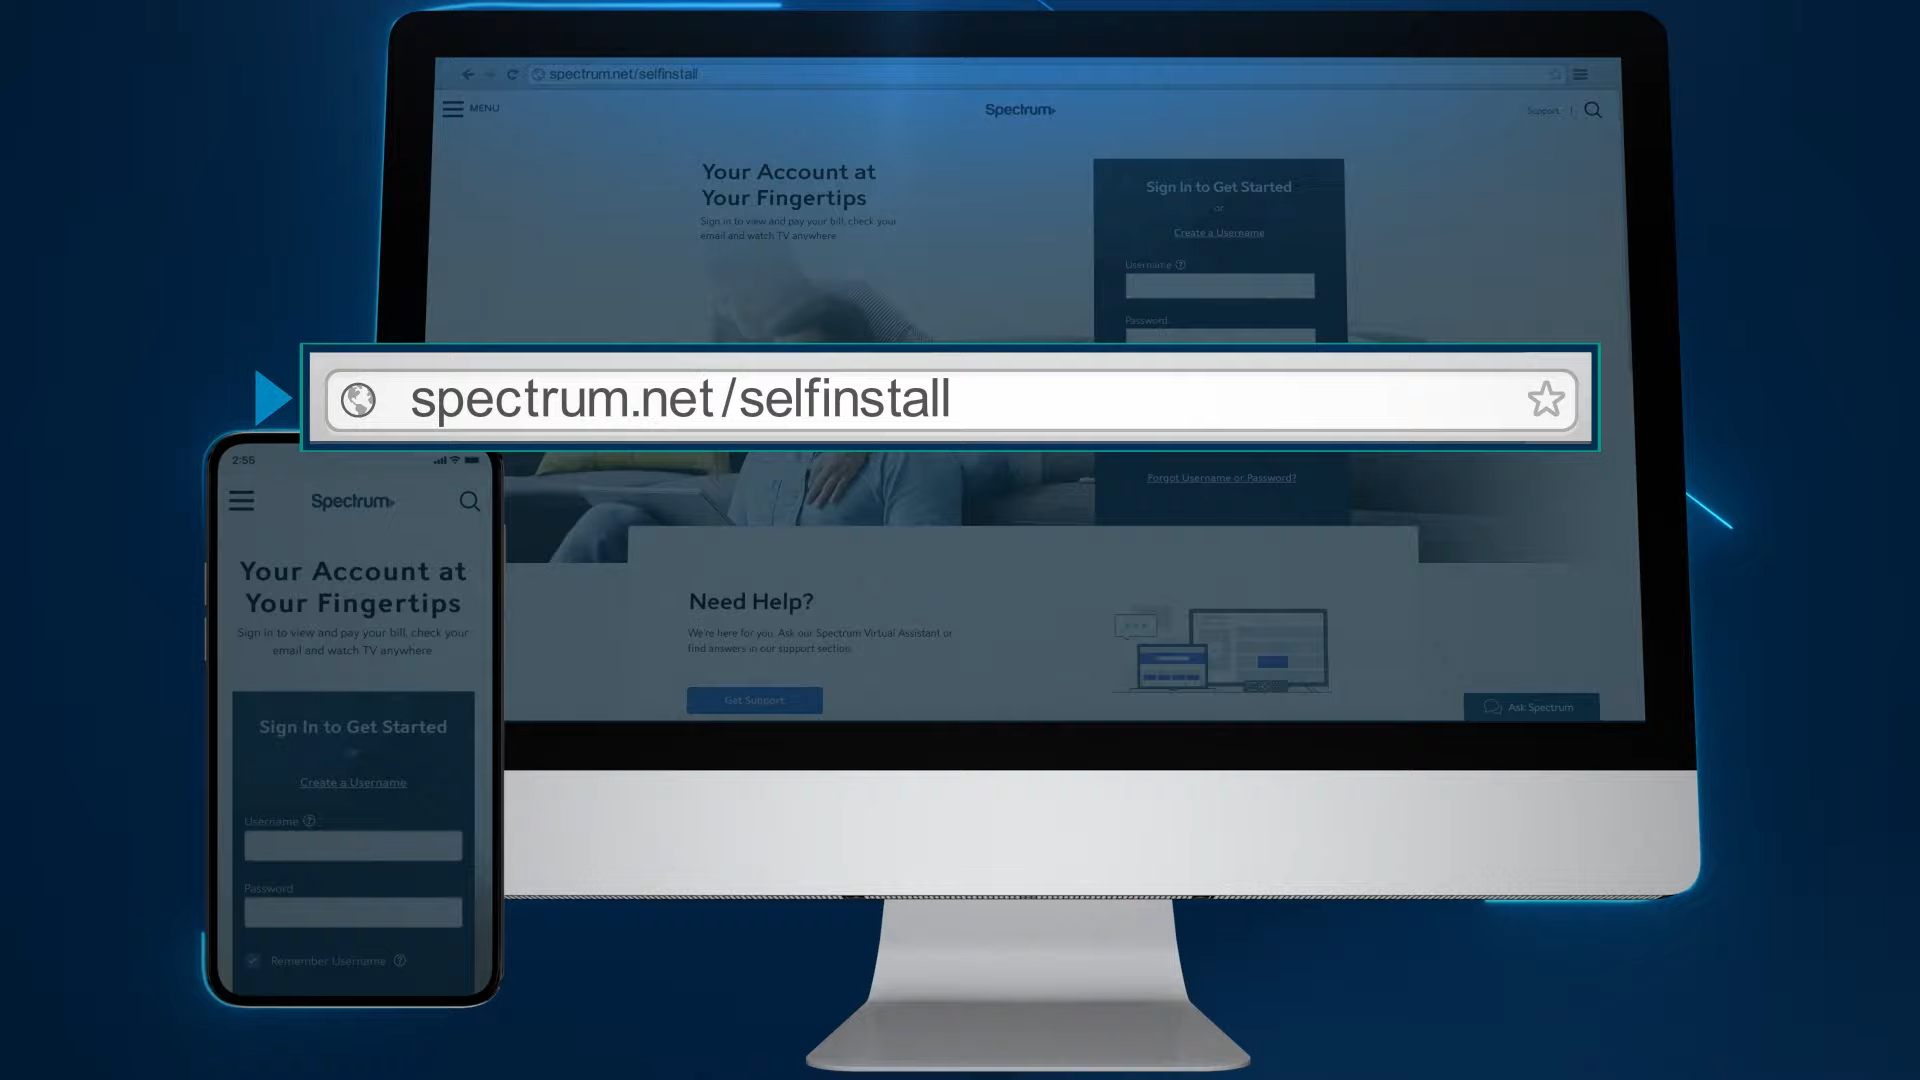 spectrum.net/selfinstall
MENU
Spectrum
Support
Your Account at
Your Fingertips
Sign in to view and pay your bill, check your
email and watch TV anywhere
Sign In to Get Started
or
Create a Username
Username
Password
spectrum.net/selfinstall
Forgot Username or Password?
Need Help?
We're here for you. Ask our Spectrum Virtual Assistant or
find answers in our support section.
Get Support
Ask Spectrum
2:55
Spectrum
Your Account at
Your Fingertips
Sign in to view and pay your bill, check your
email and watch TV anywhere
Sign In to Get Started
Create a Username
Username
Password
Remember Username